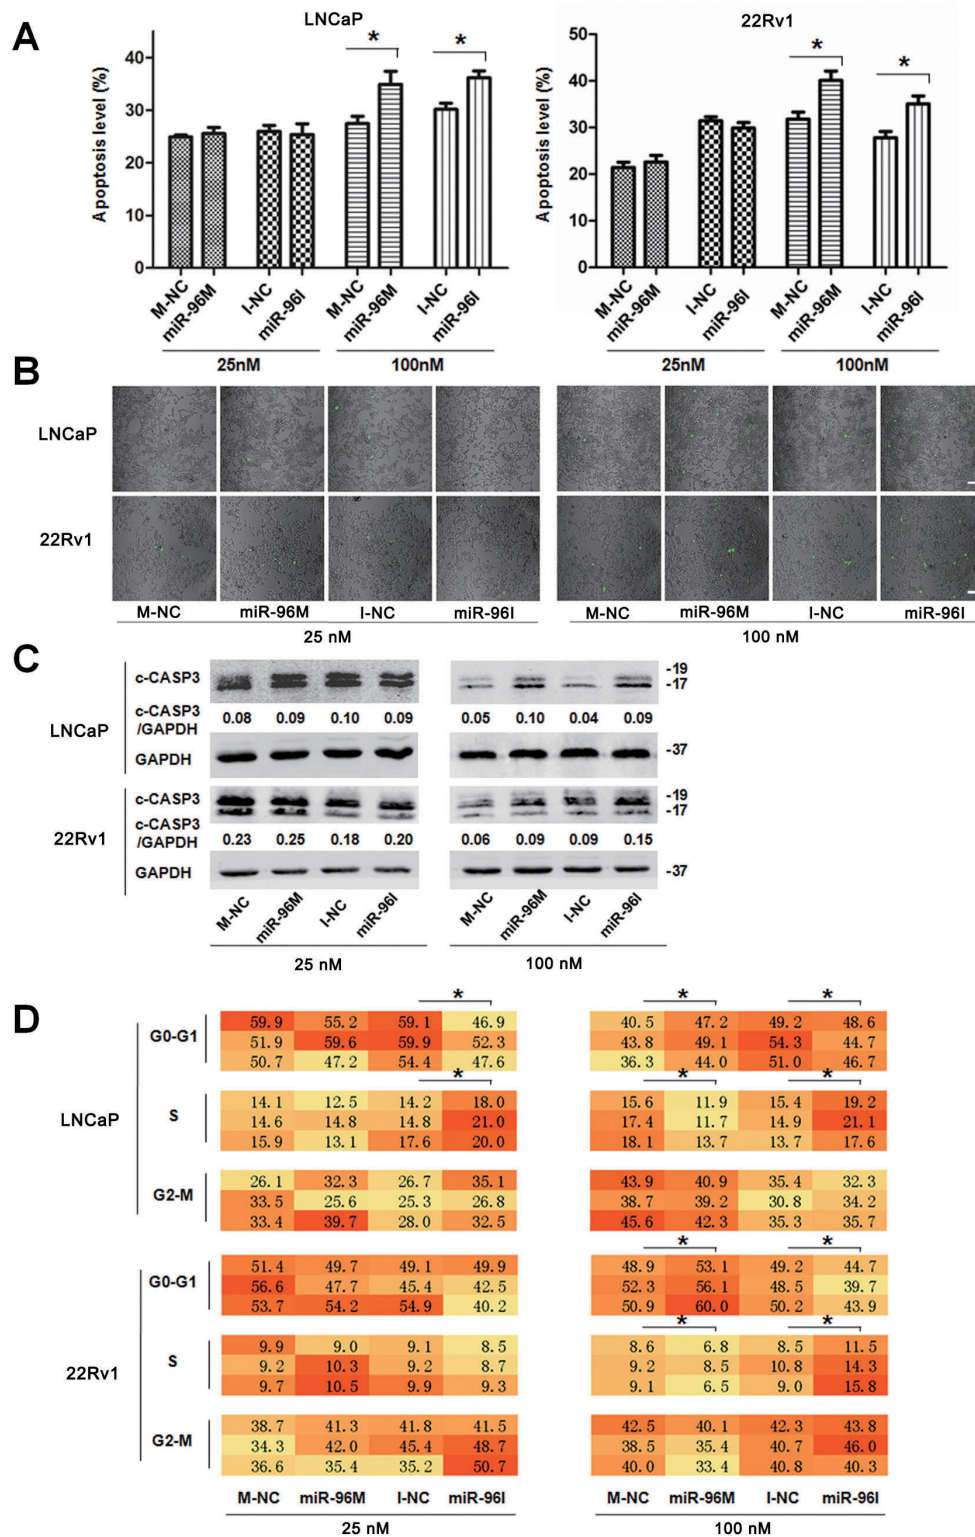 A
LNCaP
22Rv1
Apoptosis level (%)
40
30
20
10
0
*
*
M-NC
miR-96M
I-NC
miR-96I
M-NC
miR-96M
I-NC
miR-96I
25nM
100nM
Apoptosis level (%)
50
40
30
20
10
0
*
*
M-NC
miR-96M
I-NC
miR-96I
M-NC
miR-96M
I-NC
miR-96I
25nM
100nM
B
LNCaP
22Rv1
M-NC miR-96M I-NC miR-96I M-NC miR-96M I-NC miR-96I
25 nM 100 nM
C
LNCaP
c-CASP3 -19
-17
c-CASP3
/GAPDH 0.08 0.09 0.10 0.09 0.05 0.10 0.04 0.09
GAPDH -37
22Rv1
c-CASP3 -19
-17
c-CASP3
/GAPDH 0.23 0.25 0.18 0.20 0.06 0.09 0.09 0.15
GAPDH -37
M-NC miR-96M I-NC miR-96I M-NC miR-96M I-NC miR-96I
25 nM 100 nM
D
* * *
LNCaP
G0-G1
59.9 55.2 59.1 46.9 40.5 47.2 49.2 48.6
51.9 59.6 59.9 52.3 43.8 49.1 54.3 44.7
50.7 47.2 54.4 47.6 36.3 44.0 51.0 46.7
* * *
S
14.1 12.5 14.2 18.0 15.6 11.9 15.4 19.2
14.6 14.8 14.8 21.0 17.4 11.7 14.9 21.1
15.9 13.1 17.6 20.0 18.1 13.7 13.7 17.6
G2-M
26.1 32.3 26.7 35.1 43.9 40.9 35.4 32.3
33.5 25.6 25.3 26.8 38.7 39.2 30.8 34.2
33.4 39.7 28.0 32.5 45.6 42.3 35.3 35.7
* *
22Rv1
G0-G1
51.4 49.7 49.1 49.9 48.9 53.1 49.2 44.7
56.6 47.7 45.4 42.5 52.3 56.1 48.5 39.7
53.7 54.2 54.9 40.2 50.9 60.0 50.2 43.9
* *
S
9.9 9.0 9.1 8.5 8.6 6.8 8.5 11.5
9.2 10.3 9.2 8.7 9.2 8.5 10.8 14.3
9.7 10.5 9.9 9.3 9.1 6.5 9.0 15.8
G2-M
38.7 41.3 41.8 41.5 42.5 40.1 42.3 43.8
34.3 42.0 45.4 48.7 38.5 35.4 40.7 46.0
36.6 35.4 35.2 50.7 40.0 33.4 40.8 40.3
M-NC miR-96M I-NC miR-96I M-NC miR-96M I-NC miR-96I
25 nM 100 nM